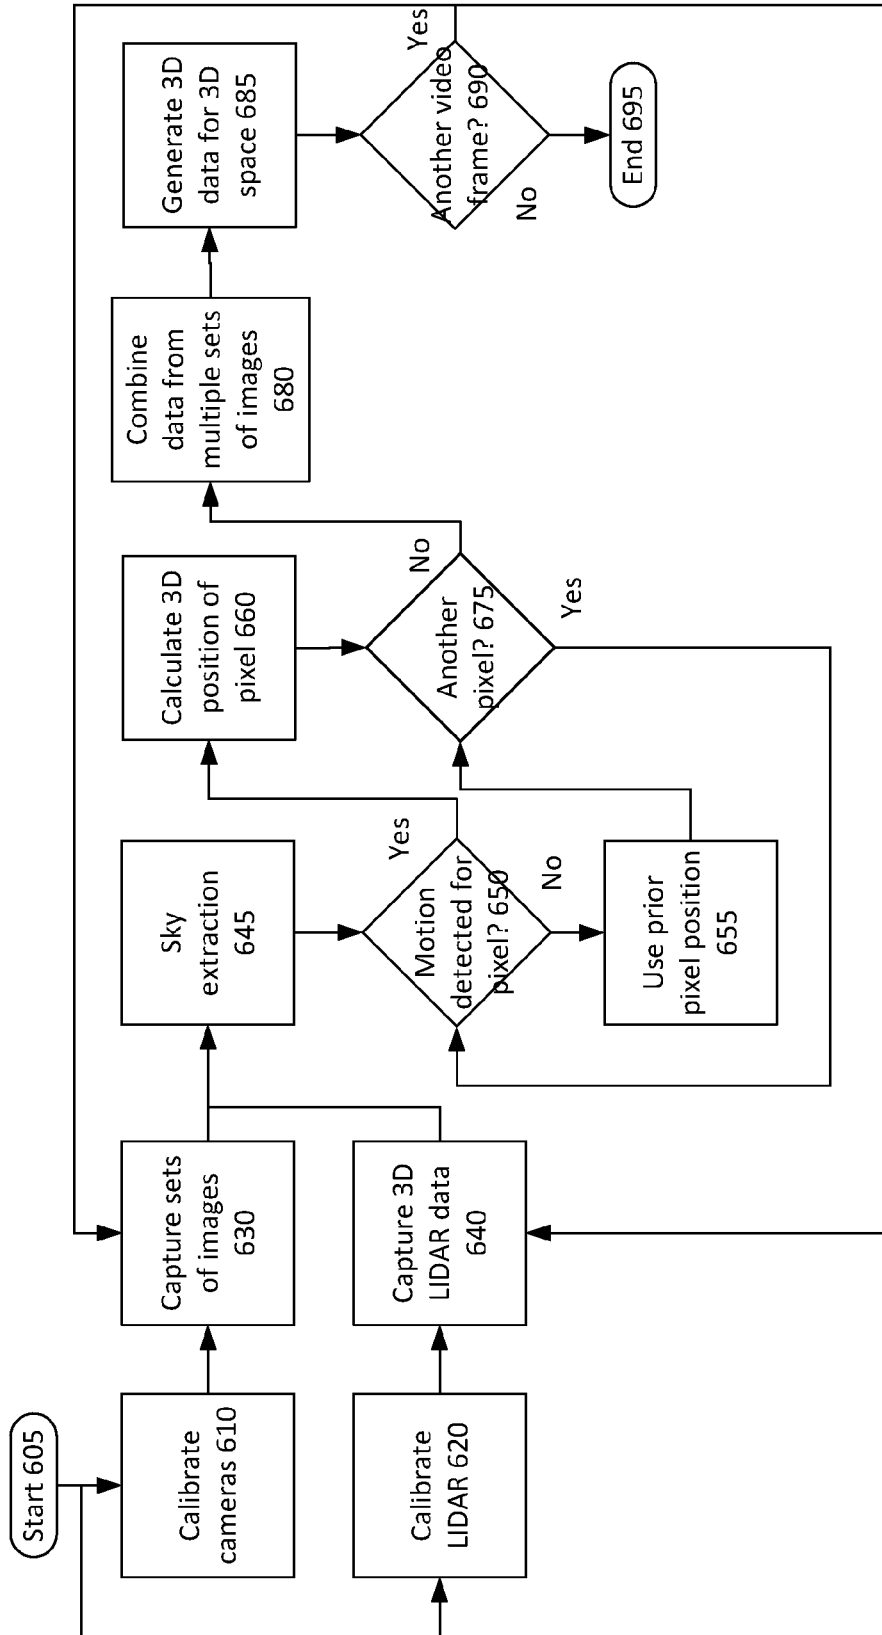 Start 605
Calibrate
cameras 610
Calibrate
LIDAR 620
Capture sets
of images
630
Capture 3D
LIDAR data
640
Sky
extraction
645
Motion
detected for
pixel? 650
Yes
No
Use prior
pixel position
655
Calculate 3D
position of
pixel 660
Another
pixel? 675
No
Yes
Combine
data from
multiple sets
of images
680
Generate 3D
data for 3D
space 685
Another video
frame? 690
Yes
No
End 695